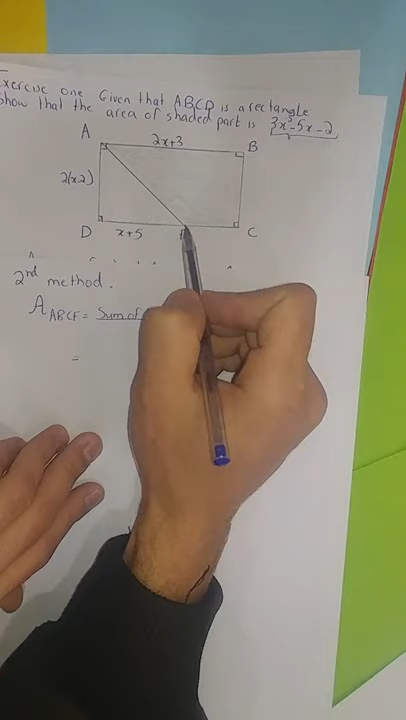 Exercise one Given that ABCD is a rectangle
Show that the area of shaded part is 3x²-5x-2
A
2x+3
B
2(x-2)
D
x+5
C
2nd method.
A ABCF = Sum of
=